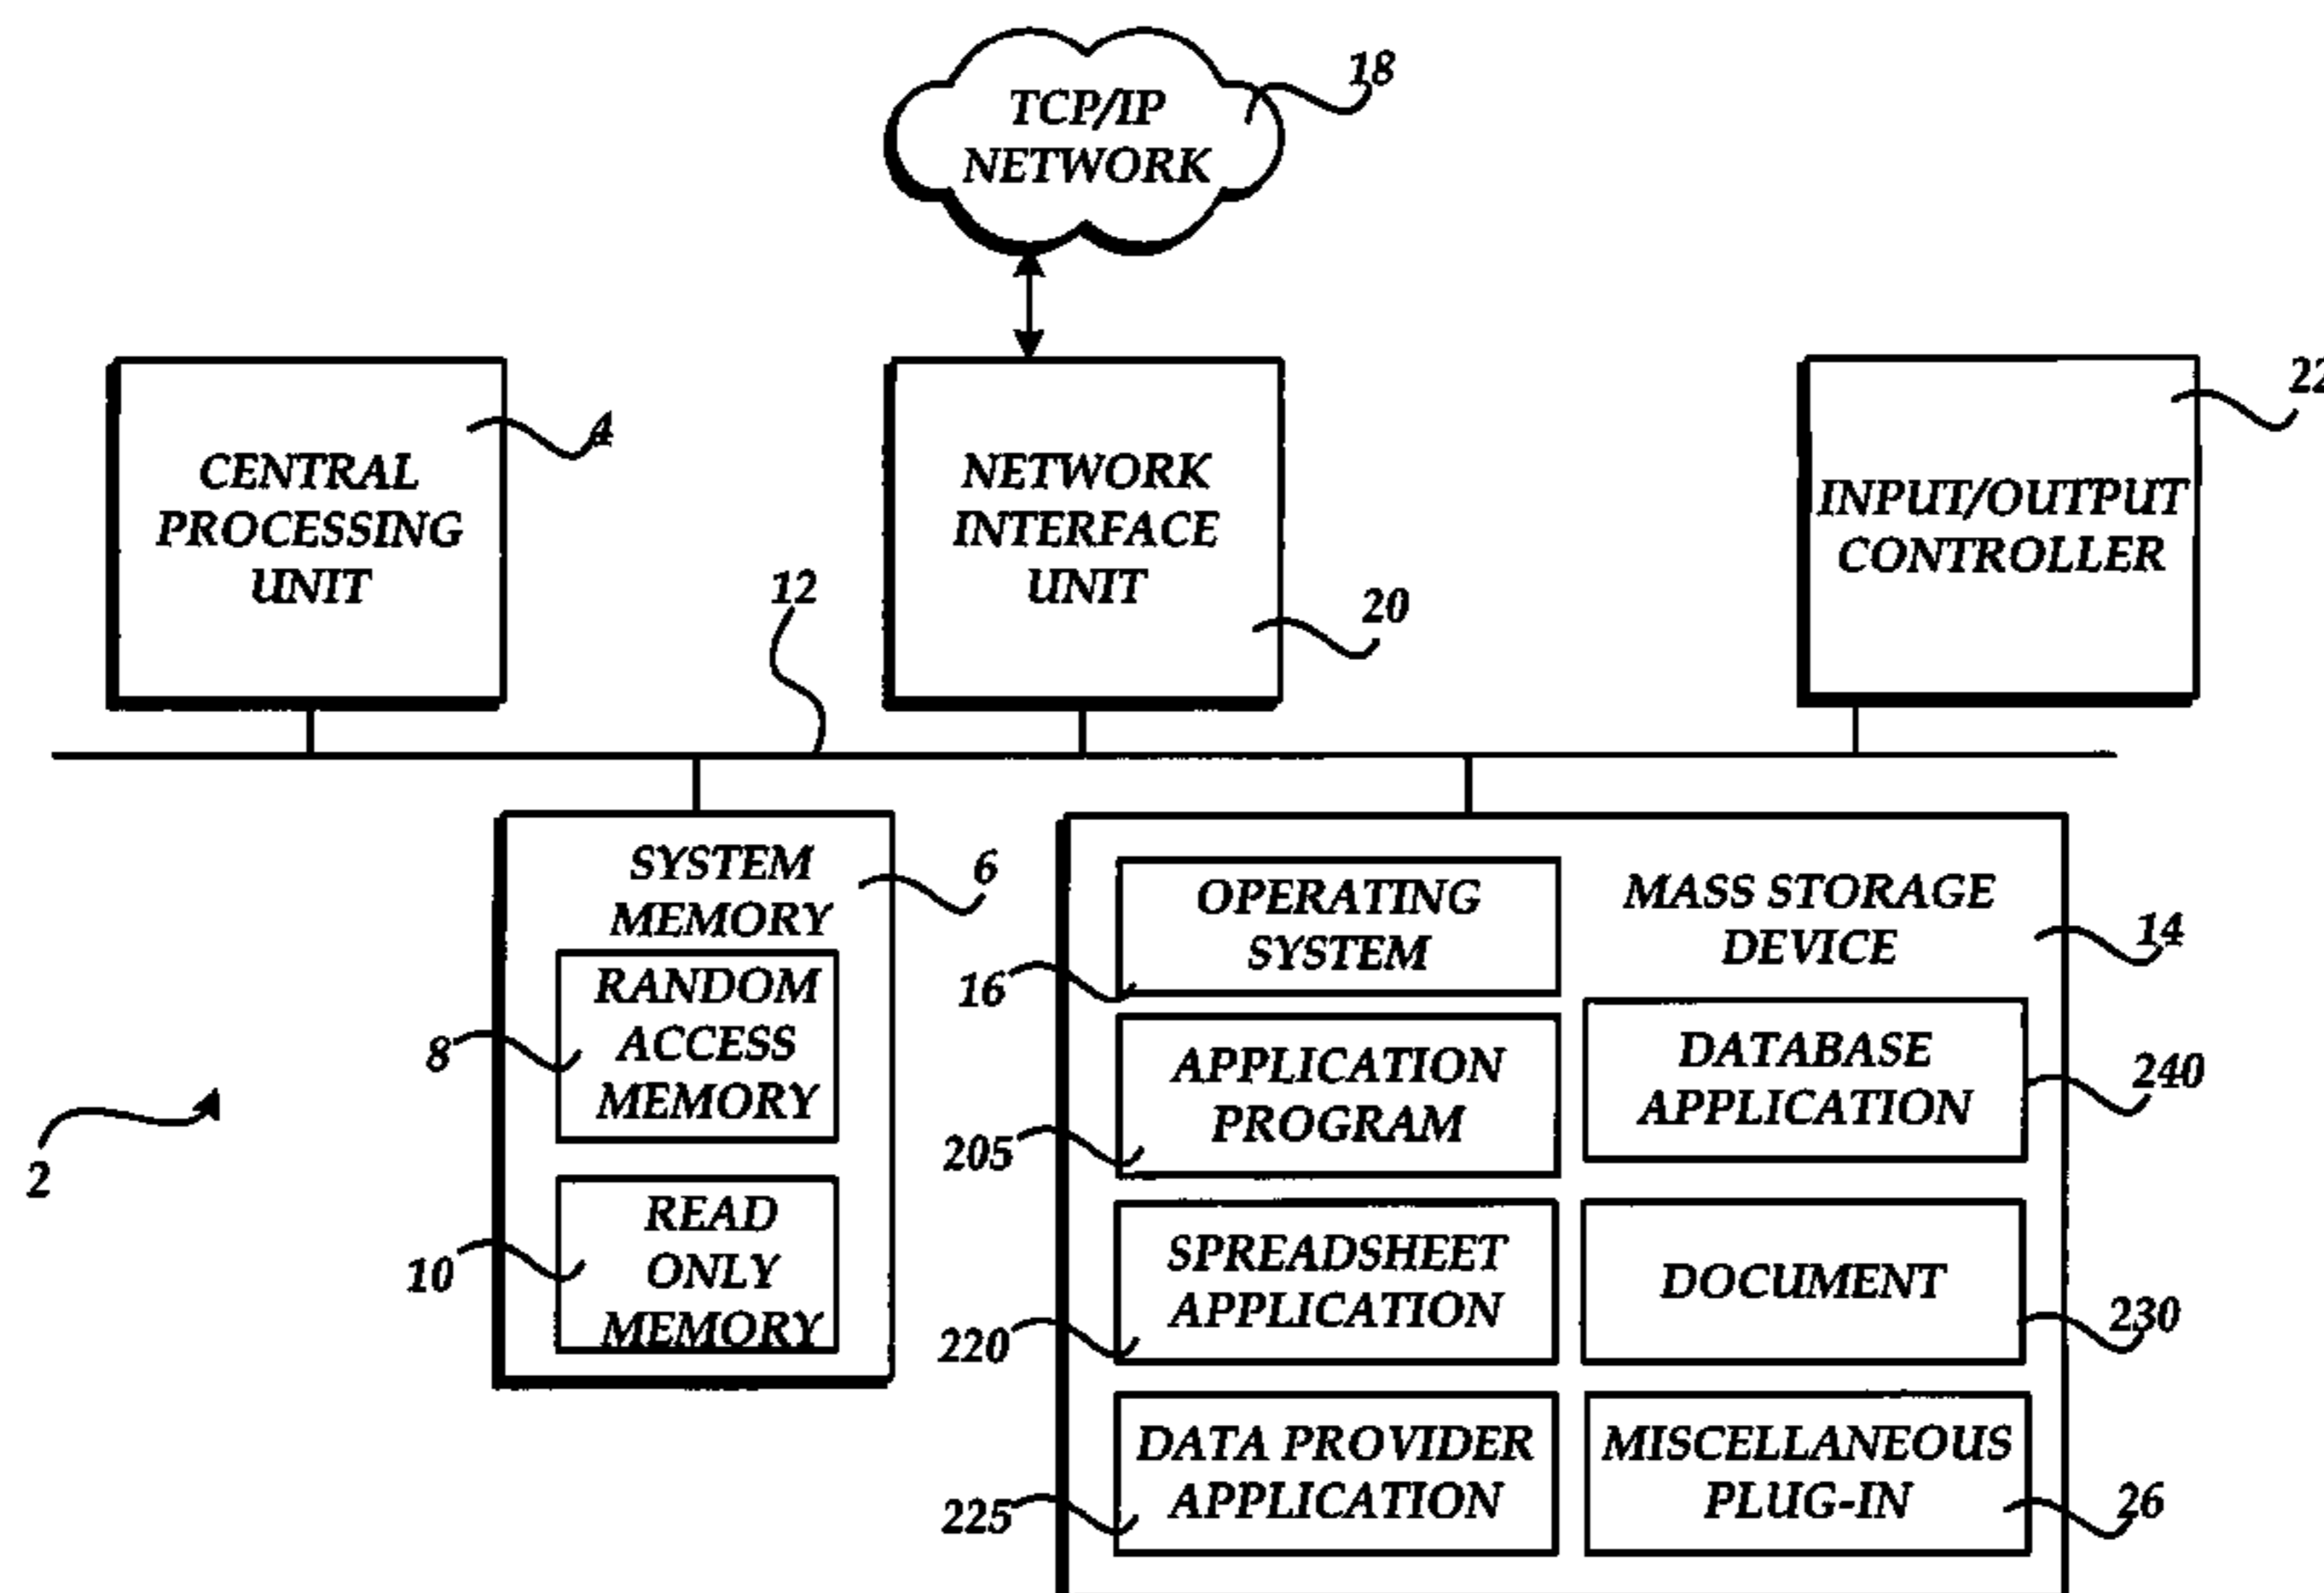 18
TCP/IP
NETWORK
22
4
CENTRAL
PROCESSING
UNIT
NETWORK
INTERFACE
UNIT
INPUT/OUTPUT
CONTROLLER
12
20
SYSTEM
MEMORY
6
RANDOM
ACCESS
MEMORY
8
READ
ONLY
MEMORY
10
2
OPERATING
SYSTEM
16
MASS STORAGE
DEVICE
14
APPLICATION
PROGRAM
205
DATABASE
APPLICATION
240
SPREADSHEET
APPLICATION
220
DOCUMENT
230
DATA PROVIDER
APPLICATION
225
MISCELLANEOUS
PLUG-IN
26